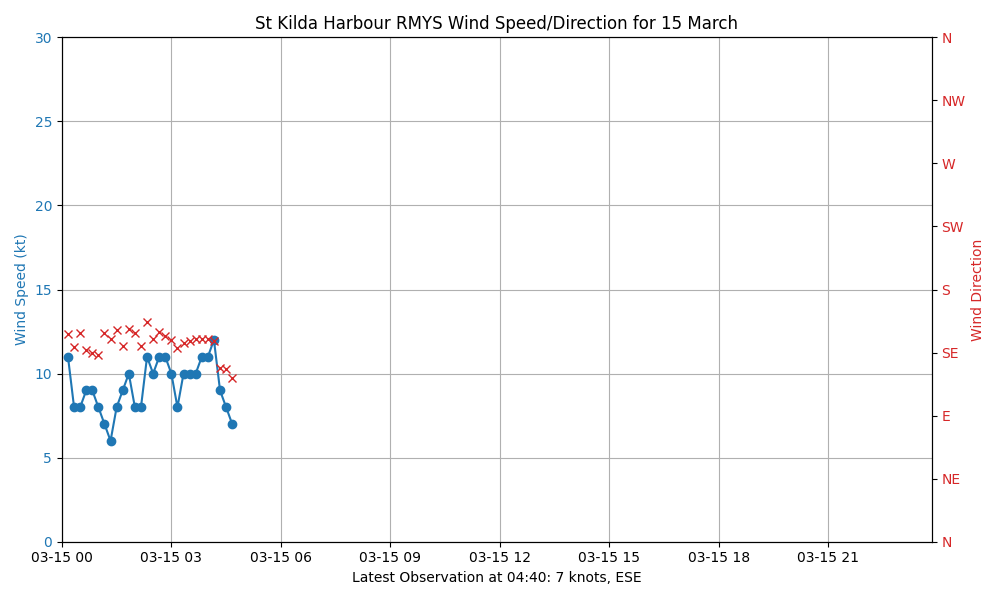 St Kilda Harbour RMYS Wind Speed/Direction for 15 March
Wind Speed (kt)
30
25
20
15
10
5
0
N
NW
W
SW
S
SE
E
NE
N
Wind Direction
03-15 00
03-15 03
03-15 06
03-15 09
03-15 12
03-15 15
03-15 18
03-15 21
Latest Observation at 04:40: 7 knots, ESE